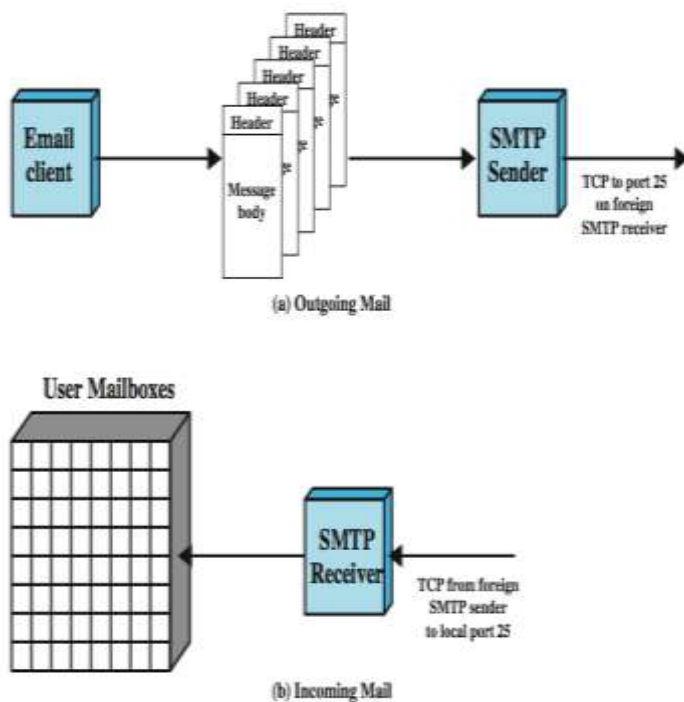 Header
Header
Header
Header
Header
Message
body
Email
client
SMTP
Sender
TCP to port 25
on foreign
SMTP receiver
(a) Outgoing Mail
User Mailboxes
SMTP
Receiver
TCP from foreign
SMTP sender
to local port 25
(b) Incoming Mail